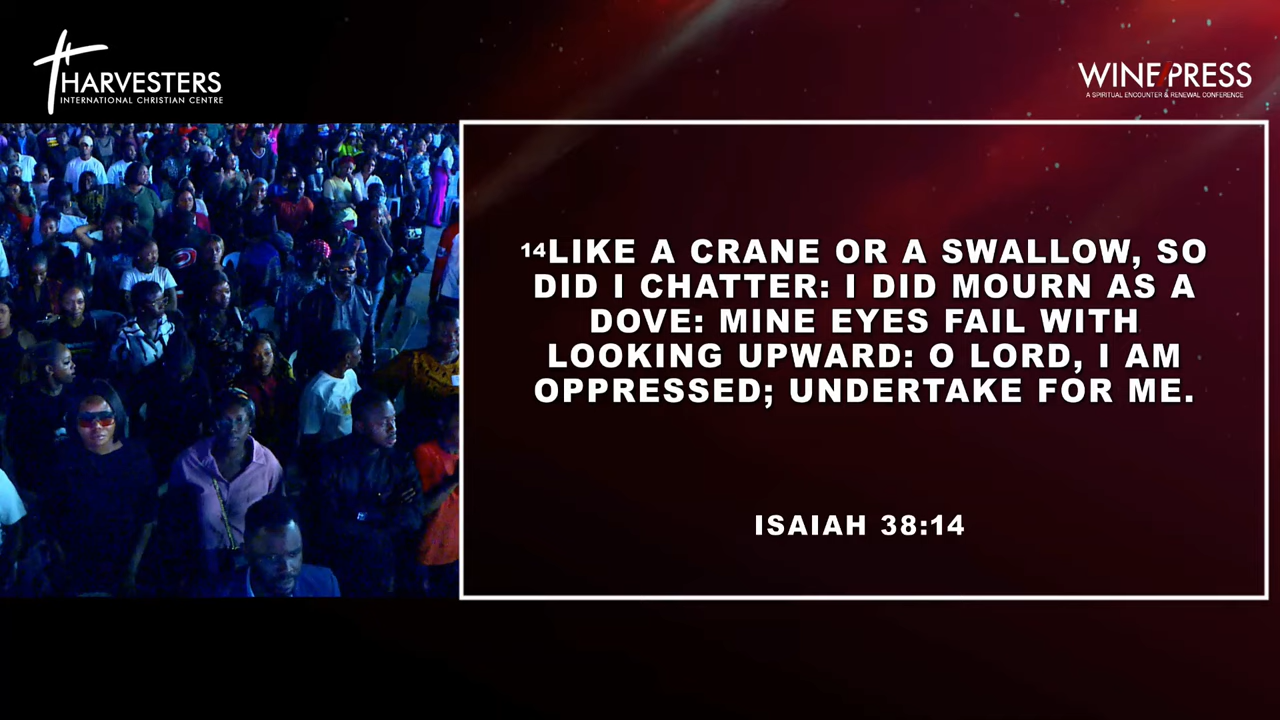 HARVESTERS
INTERNATIONAL CHRISTIAN CENTRE
WINEPRESS
A SPIRITUAL ENCOUNTER & RENEWAL CONFERENCE
14LIKE A CRANE OR A SWALLOW, SO
DID I CHATTER: I DID MOURN AS A
DOVE: MINE EYES FAIL WITH
LOOKING UPWARD: O LORD, I AM
OPPRESSED; UNDERTAKE FOR ME.
ISAIAH 38:14